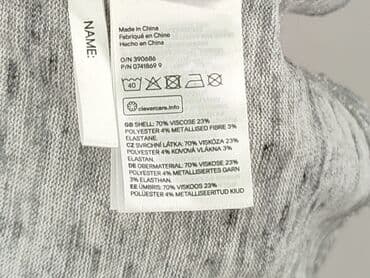 NAME:
Made in China
Fabriqué en Chine
Hecho en China
O/N 390686
P/N 0741869 9
40
clevercare.info
GB SHELL: 70% VISCOSE 23%
POLYESTER 4% METALLISED FIBRE 3%
ELASTANE.
CZ SVRCHNÍ LÁTKA: 70% VISKÓZA 23%
POLYESTER 4% KOVOVÁ VLÁKNA 3%
ELASTAN.
DE OBERMATERIAL: 70% VISKOSE 23%
POLYESTER 4% METALLISIERTES GARN
3% ELASTHAN.
EE ÜMBRIS: 70% VISKOOS 23%
POLÜESTER 4% METALLISEERITUD KIUD